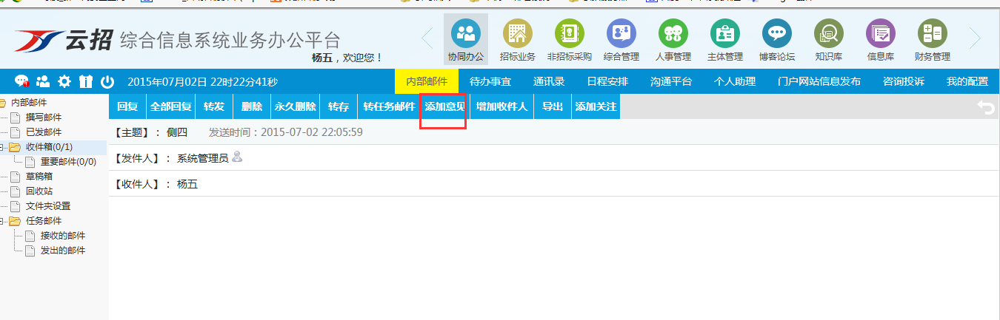 云招 综合信息系统业务办公平台
杨五，欢迎您！
协同办公 招标业务 非招标采购 综合管理 人事管理 主体管理 博客论坛 知识库 信息库 财务管理
2015年07月02日 22时22分41秒
内部邮件 待办事宜 通讯录 日程安排 沟通平台 个人助理 门户网站信息发布 咨询投诉 我的配置
内部邮件
撰写邮件
已发邮件
收件箱(0/1)
重要邮件(0/0)
草稿箱
回收站
文件夹设置
任务邮件
接收的邮件
发出的邮件
回复 全部回复 转发 删除 永久删除 转存 转任务邮件 添加意见 增加收件人 导出 添加关注
【主题】： 侧四 发送时间：2015-07-02 22:05:59
【发件人】： 系统管理员
【收件人】： 杨五